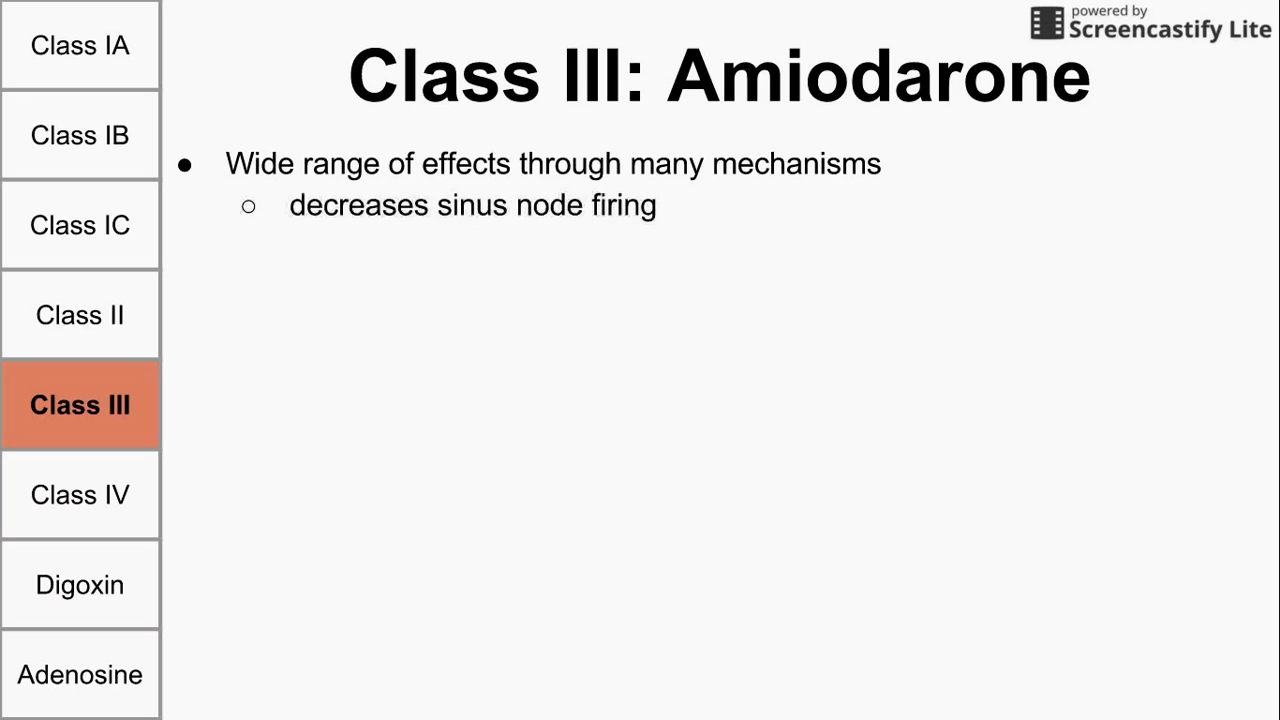 Class IA
Class IB
Class IC
Class II
Class III
Class IV
Digoxin
Adenosine
powered by
Screencastify Lite
Class III: Amiodarone
● Wide range of effects through many mechanisms
○ decreases sinus node firing